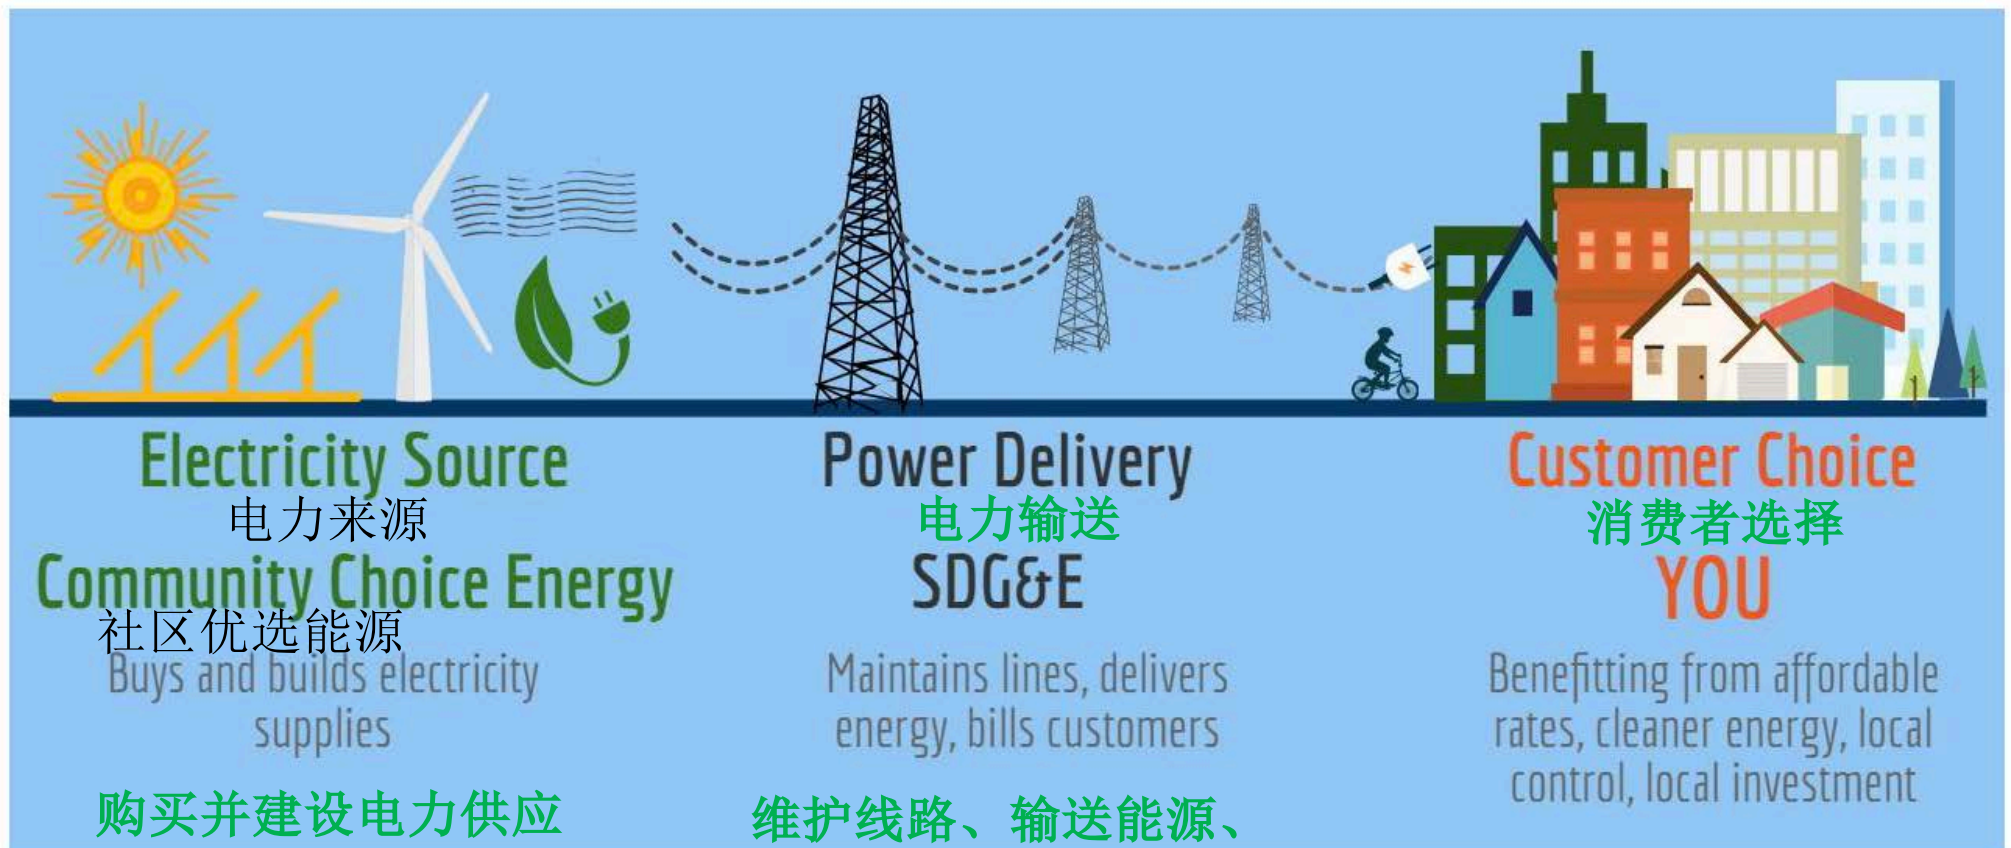 Electricity Source
电力来源
Community Choice Energy
社区优选能源
Buys and builds electricity
supplies
购买并建设电力供应
Power Delivery
电力输送
SDG&E
Maintains lines, delivers
energy, bills customers
维护线路、输送能源、
Customer Choice
消费者选择
YOU
Benefitting from affordable
rates, cleaner energy, local
control, local investment